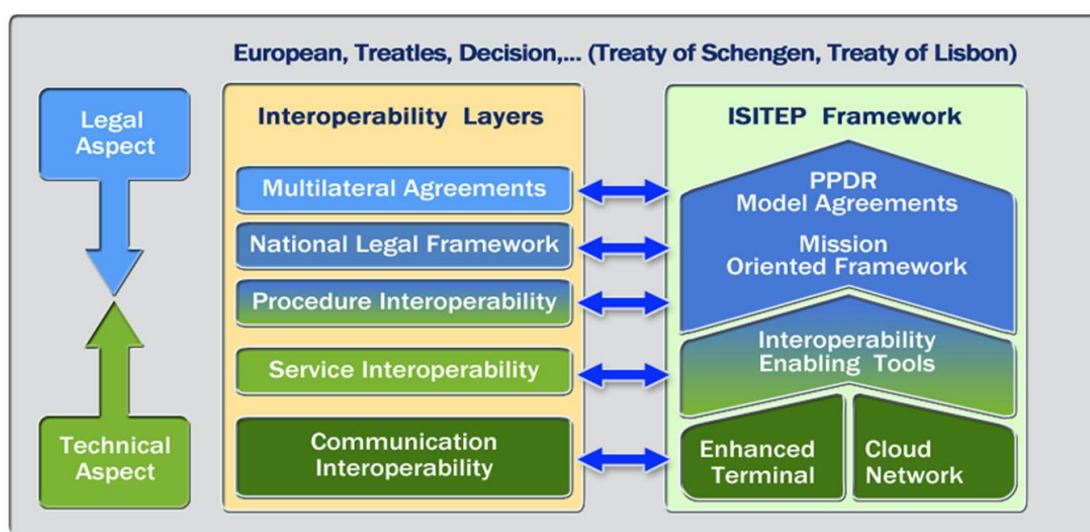 European, Treatles, Decision,... (Treaty of Schengen, Treaty of Lisbon)
Legal
Aspect
Technical
Aspect
Interoperability Layers
Multilateral Agreements
National Legal Framework
Procedure Interoperability
Service Interoperability
Communication
Interoperability
ISITEP Framework
PPDR
Model Agreements
Mission
Oriented Framework
Interoperability
Enabling Tools
Enhanced
Terminal
Cloud
Network